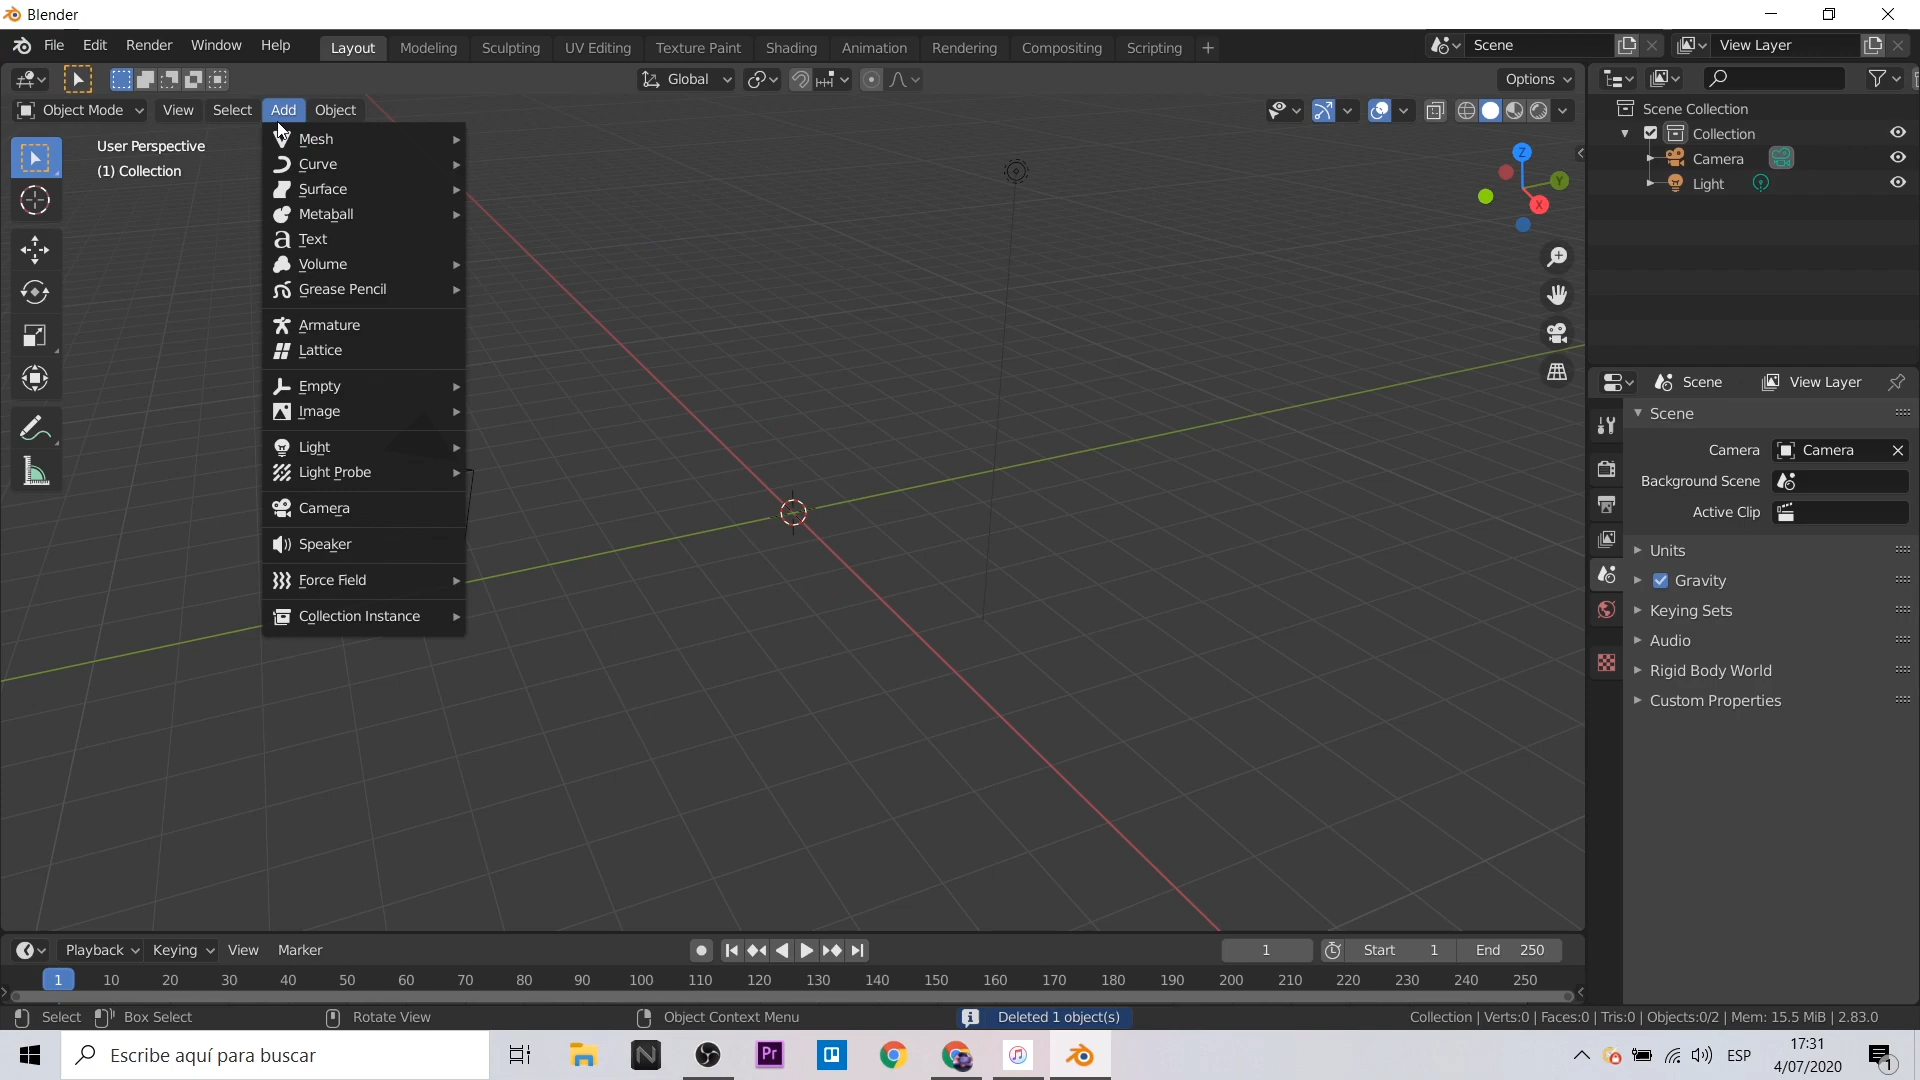 Blender
File Edit Render Window Help Layout Modeling Sculpting UV Editing Texture Paint Shading Animation Rendering Compositing Scripting + Scene View Layer
Global Options
Object Mode View Select Add Object
User Perspective
(1) Collection
Mesh
Curve
Surface
Metaball
Text
Volume
Grease Pencil
Armature
Lattice
Empty
Image
Light
Light Probe
Camera
Speaker
Force Field
Collection Instance
Z
Y
X
Scene Collection
Collection
Camera
Light
Scene View Layer
Scene
Camera Camera
Background Scene
Active Clip
Units
Gravity
Keying Sets
Audio
Rigid Body World
Custom Properties
Playback Keying View Marker 1 Start 1 End 250
1 10 20 30 40 50 60 70 80 90 100 110 120 130 140 150 160 170 180 190 200 210 220 230 240 250
Select Box Select Rotate View Object Context Menu Deleted 1 object(s) Collection | Verts:0 | Faces:0 | Tris:0 | Objects:0/2 | Mem: 15.5 MiB | 2.83.0
Escribe aquí para buscar Pr ESP 17:31
4/07/2020 1